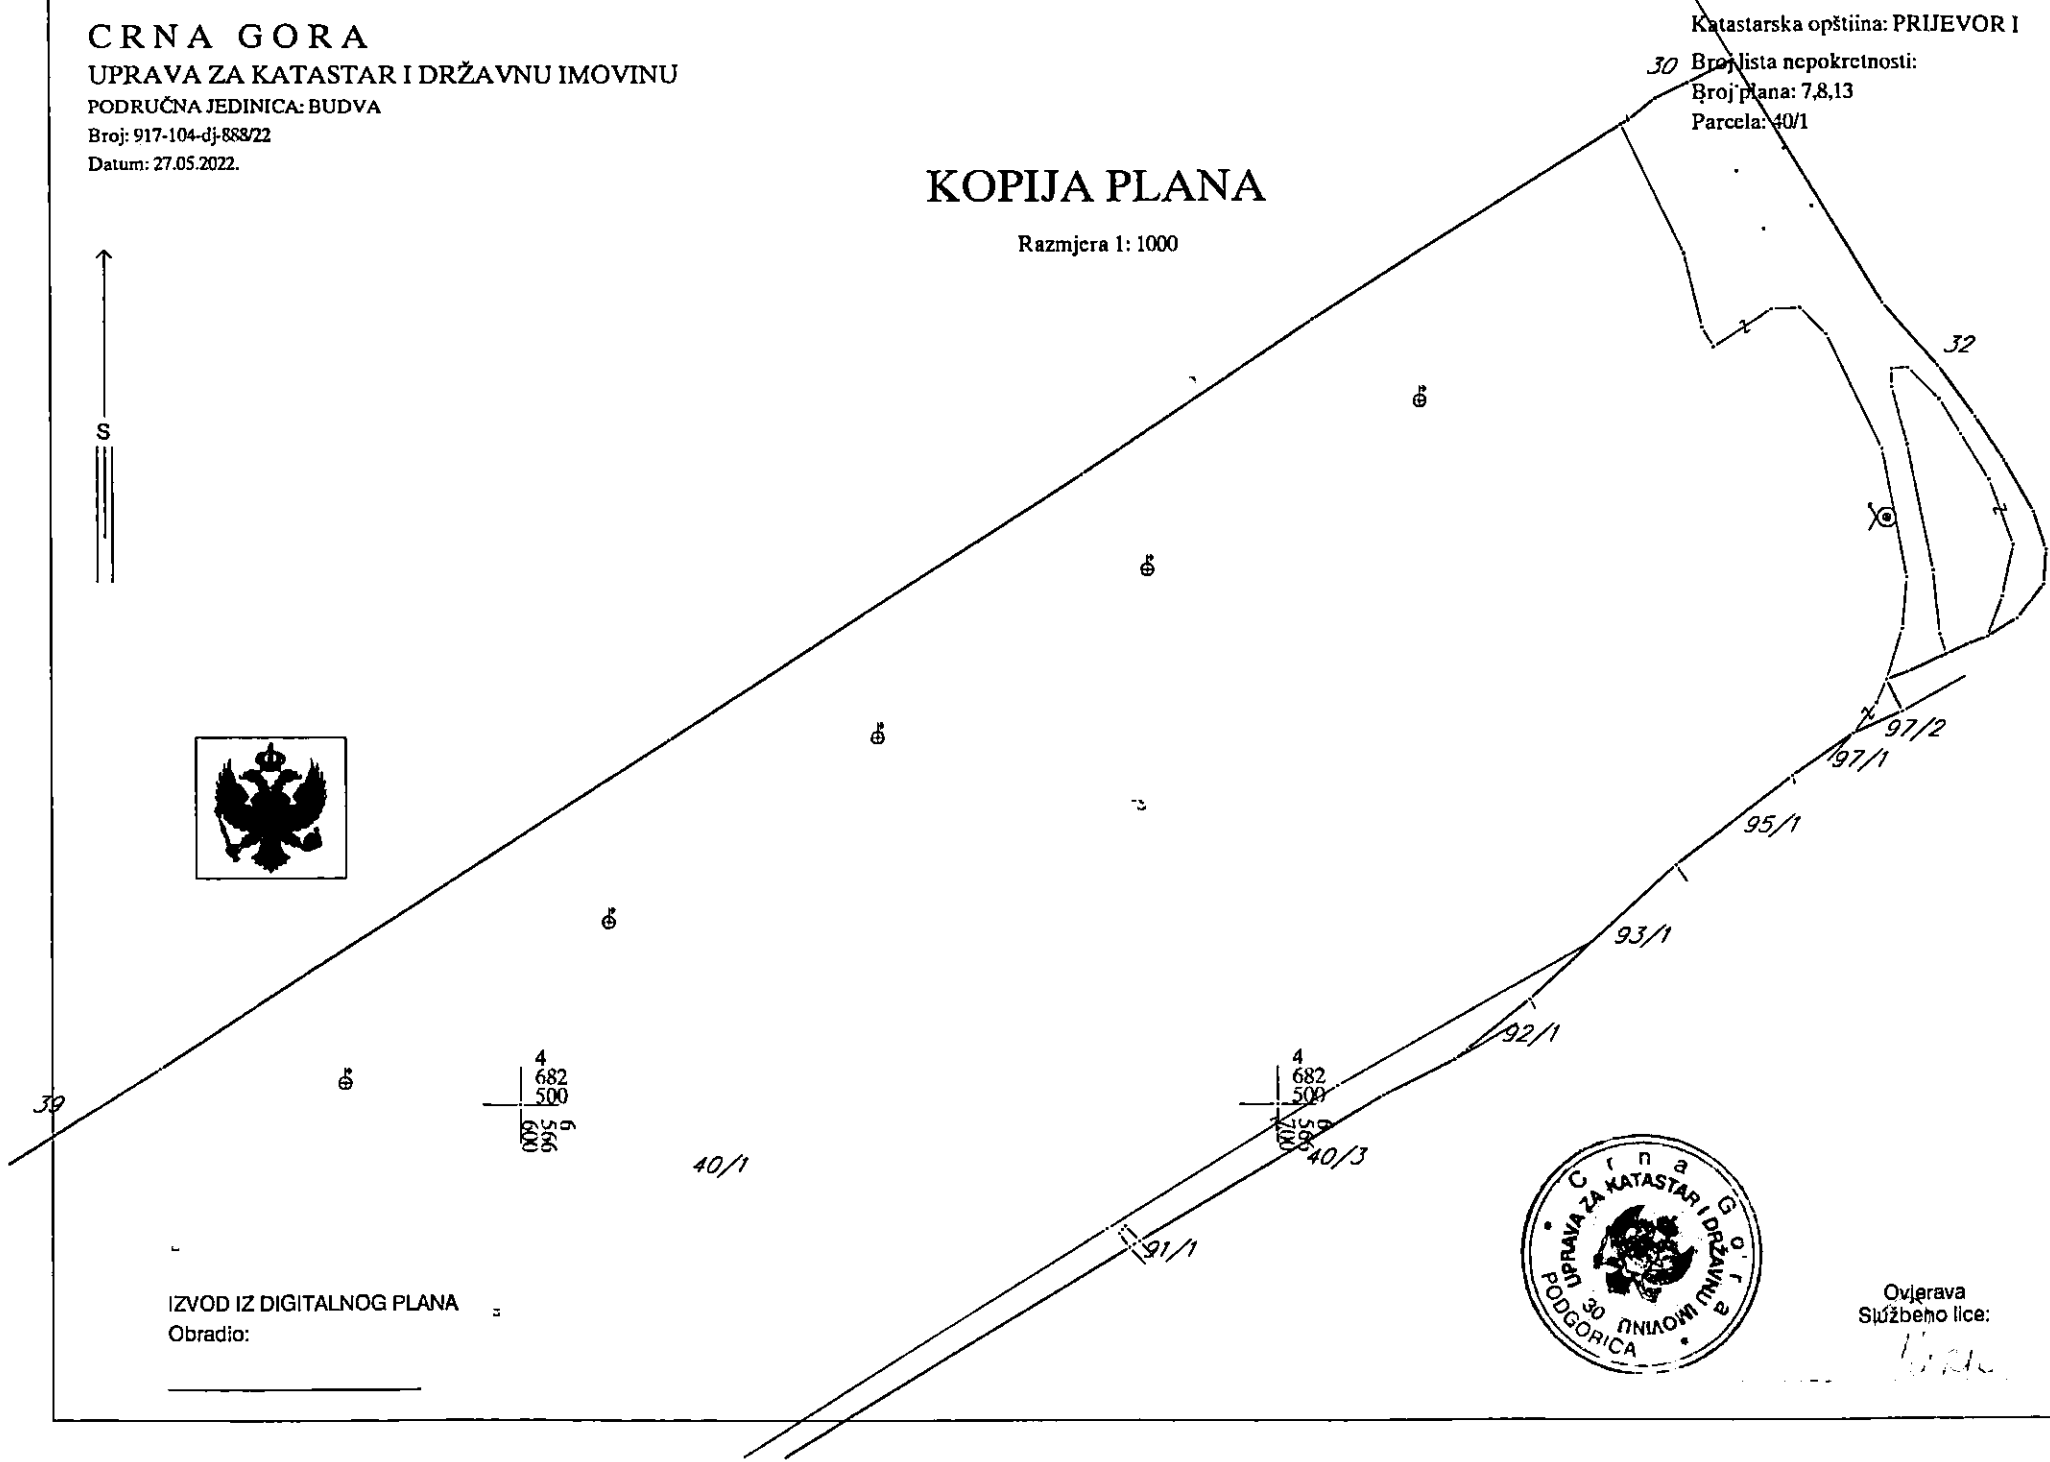 CRNA GORA
UPRAVA ZA KATASTAR I DRŽAVNU IMOVINU
PODRUČNA JEDINICA: BUDVA
Broj: 917-104-dj-888/22
Datum: 27.05.2022.
Katastarska opštiina: PRIJEVOR I
Broj lista nepokretnosti:
Broj plana: 7,8,13
Parcela: 40/1
KOPIJA PLANA
Razmjera 1: 1000
S
30
32
97/2
97/1
95/1
93/1
92/1
39
4
682
500
6
566
600
4
682
500
6
566
700
40/1
40/3
91/1
Crna Gora
UPRAVA ZA KATASTAR I DRŽAVNU IMOVINU
30
PODGORICA
IZVOD IZ DIGITALNOG PLANA
Obradio:
Ovjerava
Službeno lice: